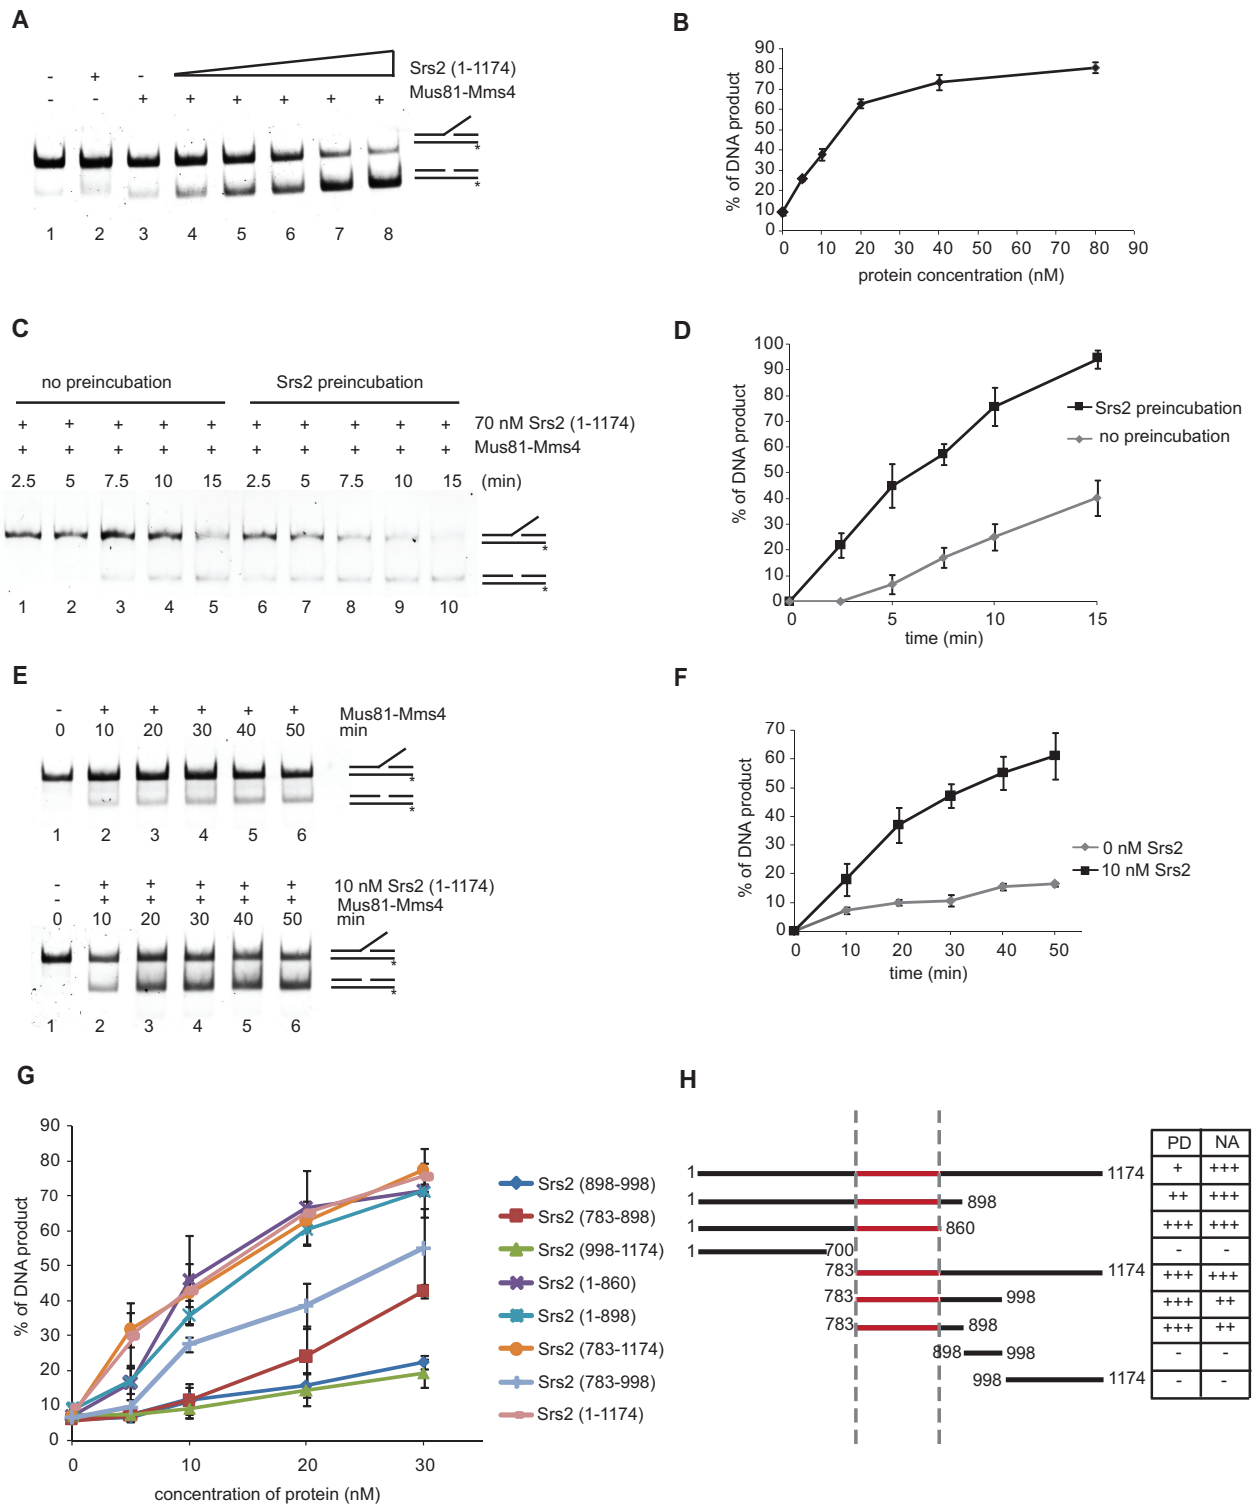 A
- + - Srs2 (1-1174)
- - + + + + + + Mus81-Mms4
*
*
1 2 3 4 5 6 7 8
B
% of DNA product
90
80
70
60
50
40
30
20
10
0
0 10 20 30 40 50 60 70 80 90
protein concentration (nM)
C
no preincubation Srs2 preincubation
+ + + + + + + + + + 70 nM Srs2 (1-1174)
+ + + + + + + + + + Mus81-Mms4
2.5 5 7.5 10 15 2.5 5 7.5 10 15 (min)
*
*
1 2 3 4 5 6 7 8 9 10
D
% of DNA product
100
90
80
70
60
50
40
30
20
10
0
0 5 10 15
time (min)
Srs2 preincubation
no preincubation
E
- + + + + + Mus81-Mms4
0 10 20 30 40 50 min
*
*
1 2 3 4 5 6
- + + + + + 10 nM Srs2 (1-1174)
- + + + + + Mus81-Mms4
0 10 20 30 40 50 min
*
*
1 2 3 4 5 6
F
% of DNA product
70
60
50
40
30
20
10
0
0 10 20 30 40 50
time (min)
0 nM Srs2
10 nM Srs2
G
% of DNA product
90
80
70
60
50
40
30
20
10
0
0 10 20 30
concentration of protein (nM)
Srs2 (898-998)
Srs2 (783-898)
Srs2 (998-1174)
Srs2 (1-860)
Srs2 (1-898)
Srs2 (783-1174)
Srs2 (783-998)
Srs2 (1-1174)
H
PD NA
1 1174 + +++
1 898 ++ +++
1 860 +++ +++
1 700 - -
783 1174 +++ +++
783 998 +++ ++
783 898 +++ ++
898 998 - -
998 1174 - -